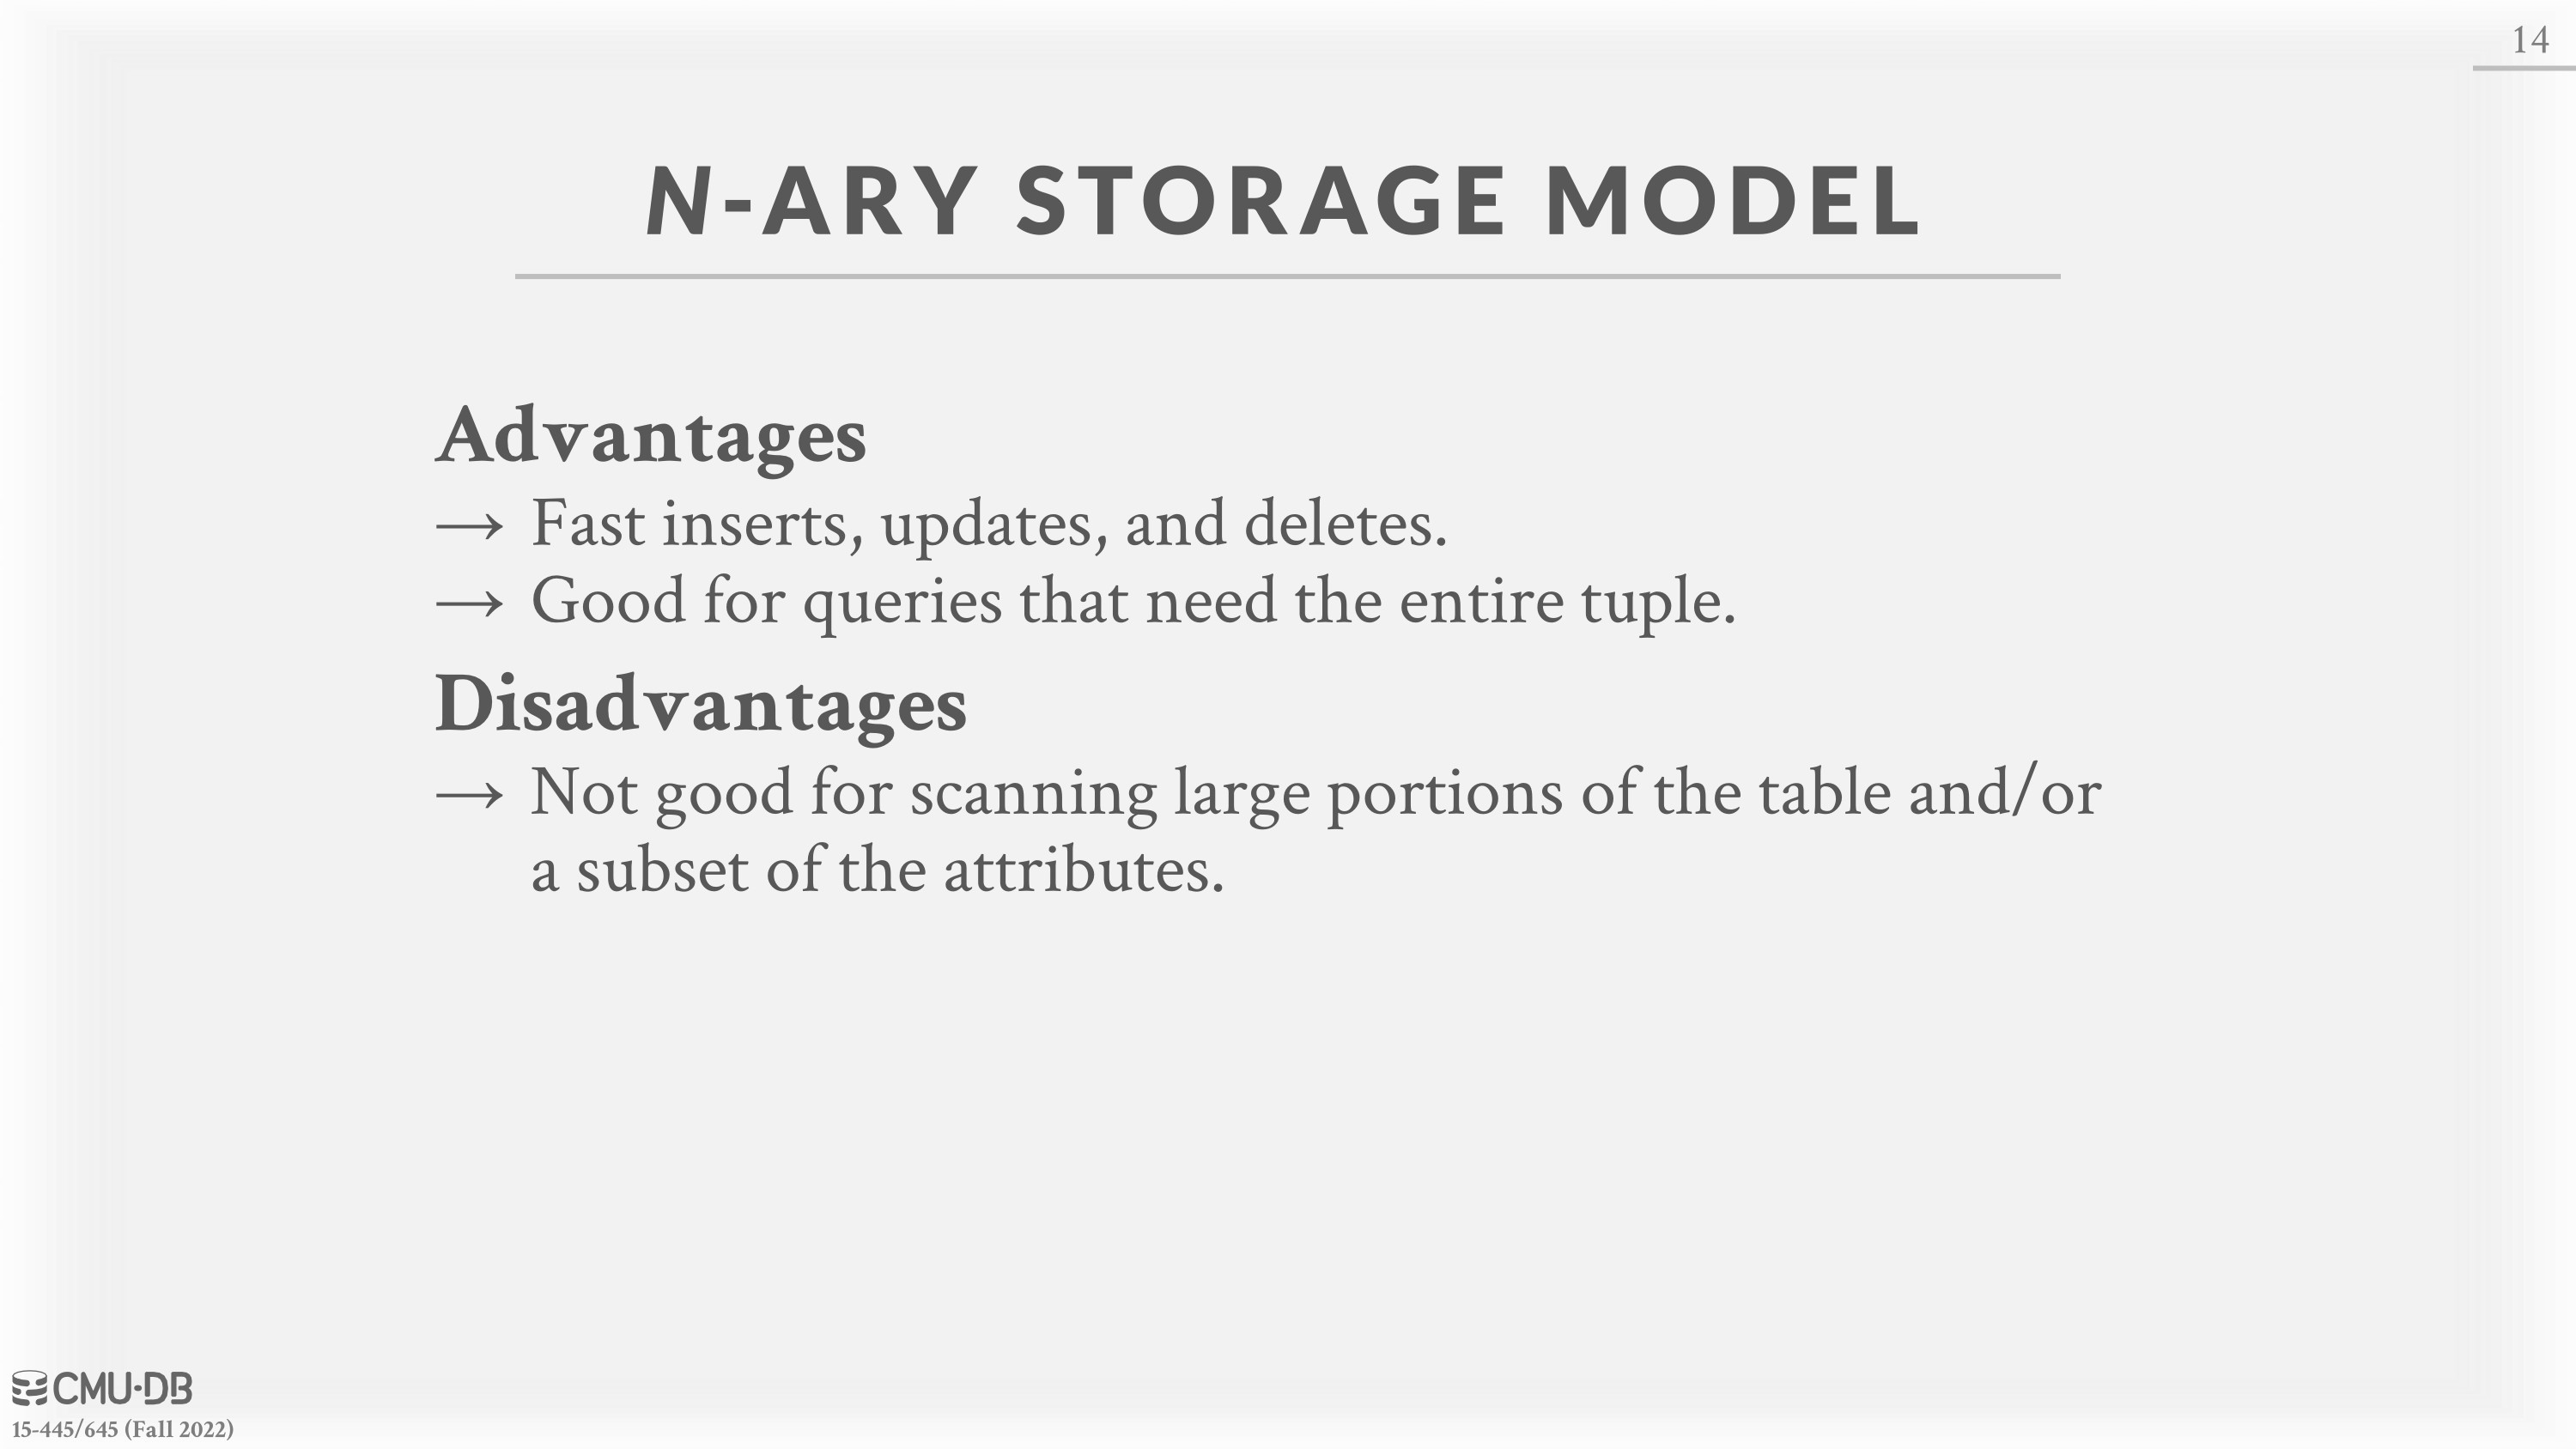 14
N-ARY STORAGE MODEL
Advantages
→ Fast inserts, updates, and deletes.
→ Good for queries that need the entire tuple.
Disadvantages
→ Not good for scanning large portions of the table and/or
a subset of the attributes.
CMU·DB
15-445/645 (Fall 2022)